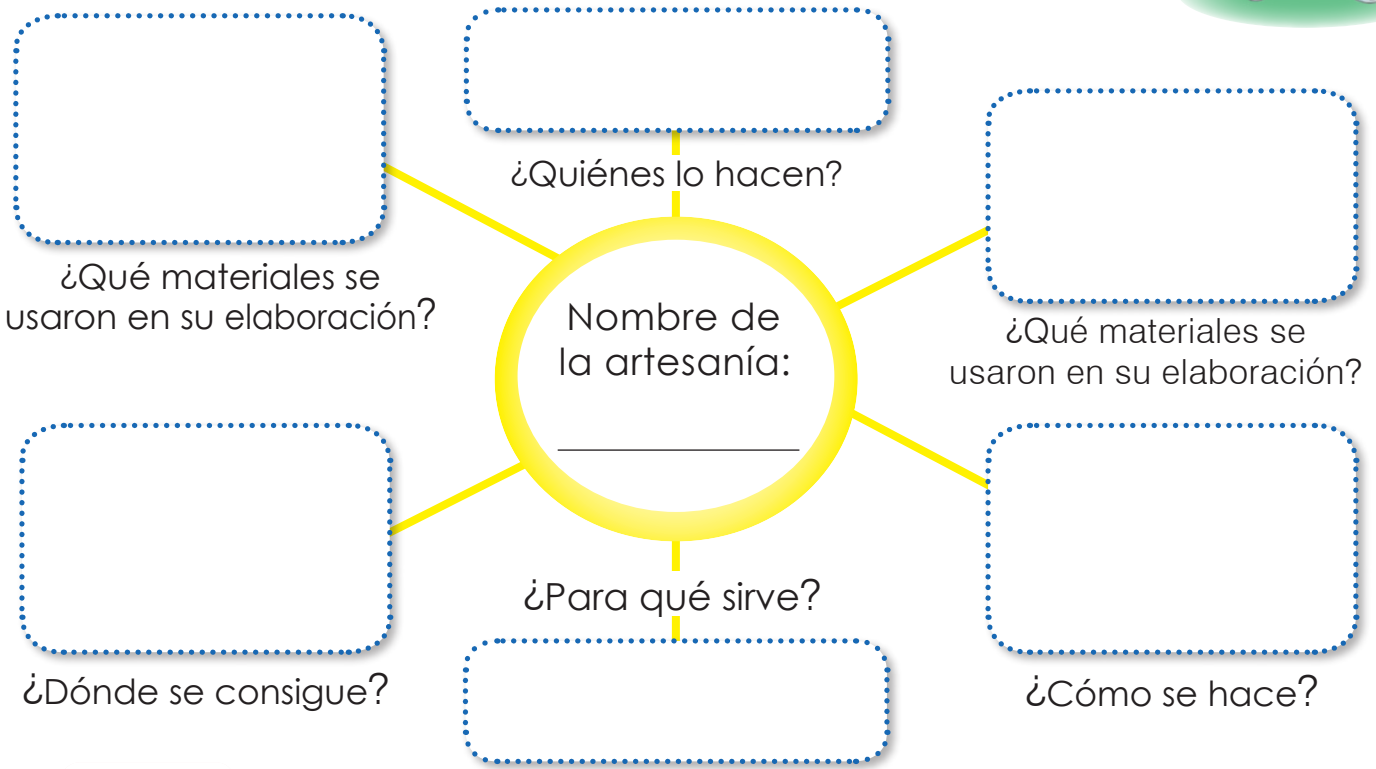 ¿Quiénes lo hacen?
¿Qué materiales se
usaron en su elaboración?
Nombre de
la artesanía:
¿Qué materiales se
usaron en su elaboración?
¿Para qué sirve?
¿Dónde se consigue?
¿Cómo se hace?